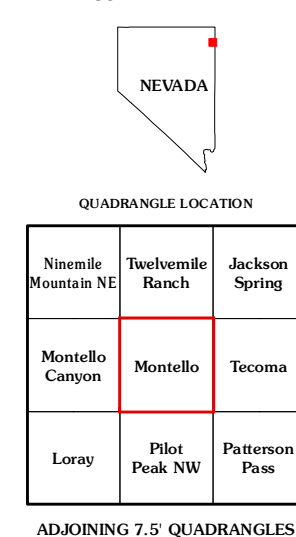 NEVADA
QUADRANGLE LOCATION
Ninemile
Mountain NE
Twelvemile
Ranch
Jackson
Spring
Montello
Canyon
Montello
Tecoma
Loray
Pilot
Peak NW
Patterson
Pass
ADJOINING 7.5' QUADRANGLES